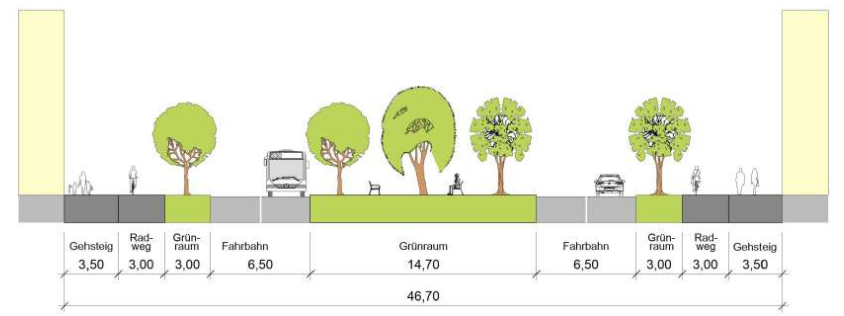 Gehsteig Rad- Grün- Fahrbahn Grünraum Fahrbahn Grün- Rad- Gehsteig
weg raum raum weg
3,50 3,00 3,00 6,50 14,70 6,50 3,00 3,00 3,50
46,70